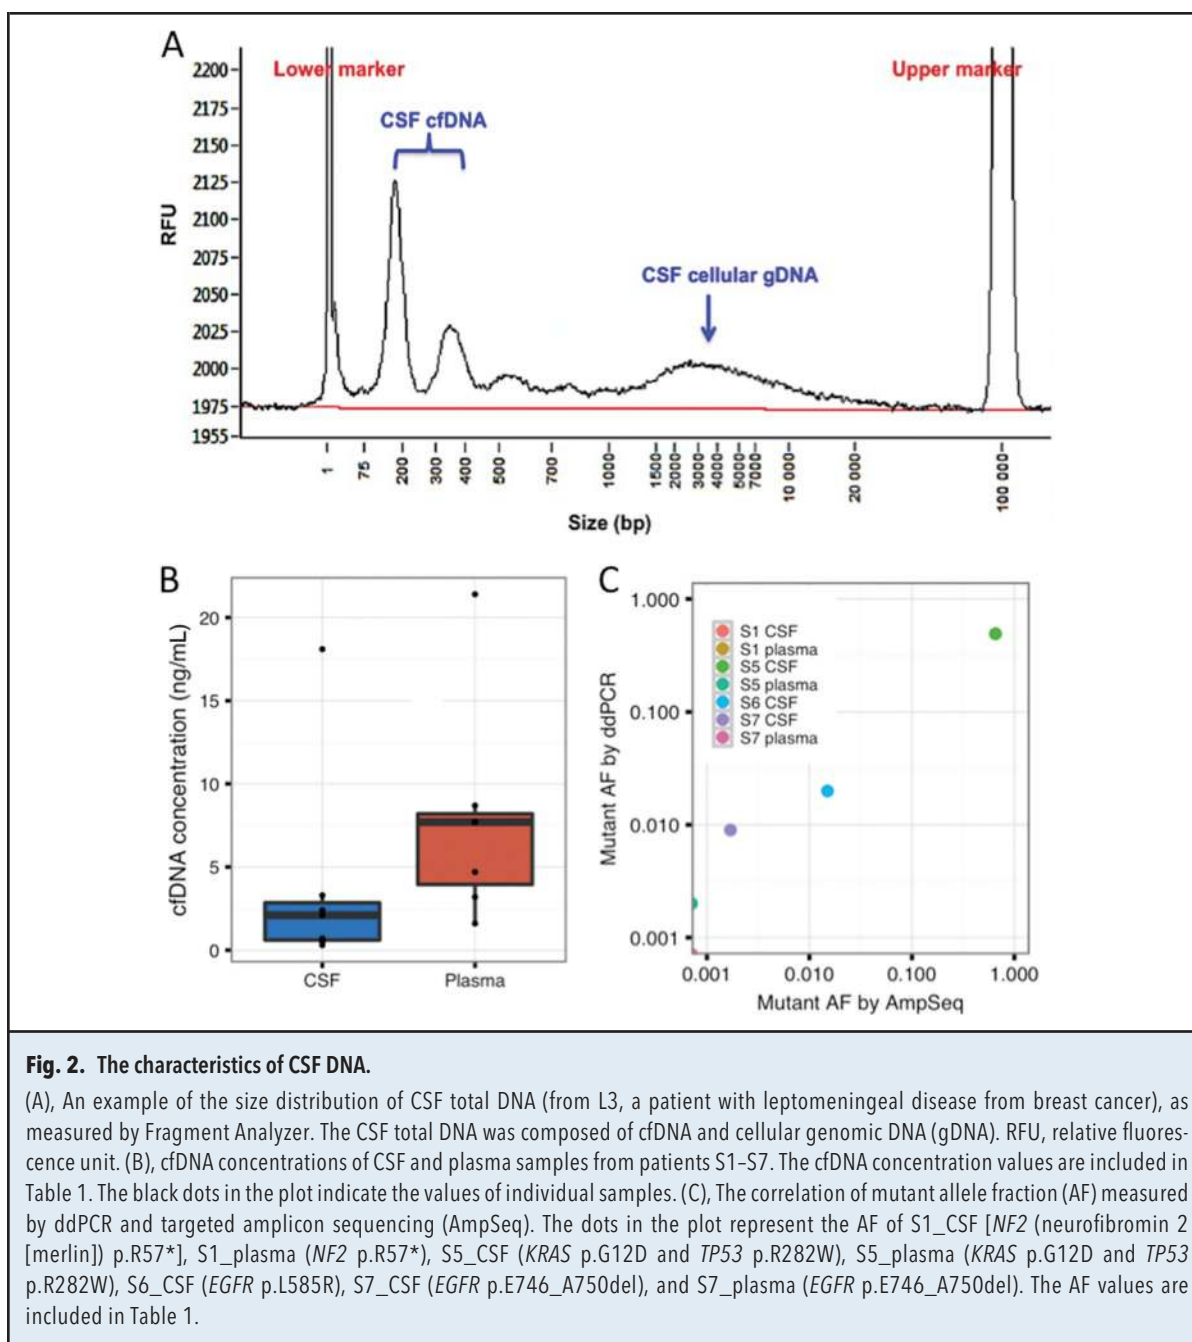 A
2200
2175
2150
2125
2100
2075
2050
2025
2000
1975
1955
RFU
Lower marker
Upper marker
CSF cfDNA
CSF cellular gDNA
1
75
200
300
400
500
700
1000
1500
2000
3000
4000
5000
7000
10 000
20 000
100 000
Size (bp)
B
cfDNA concentration (ng/mL)
20
15
10
5
0
CSF
Plasma
C
Mutant AF by ddPCR
1.000
0.100
0.010
0.001
S1 CSF
S1 plasma
S5 CSF
S5 plasma
S6 CSF
S7 CSF
S7 plasma
0.001
0.010
0.100
1.000
Mutant AF by AmpSeq
Fig. 2. The characteristics of CSF DNA.
(A), An example of the size distribution of CSF total DNA (from L3, a patient with leptomeningeal disease from breast cancer), as
measured by Fragment Analyzer. The CSF total DNA was composed of cfDNA and cellular genomic DNA (gDNA). RFU, relative fluores-
cence unit. (B), cfDNA concentrations of CSF and plasma samples from patients S1–S7. The cfDNA concentration values are included in
Table 1. The black dots in the plot indicate the values of individual samples. (C), The correlation of mutant allele fraction (AF) measured
by ddPCR and targeted amplicon sequencing (AmpSeq). The dots in the plot represent the AF of S1_CSF [NF2 (neurofibromin 2
[merlin]) p.R57*], S1_plasma (NF2 p.R57*), S5_CSF (KRAS p.G12D and TP53 p.R282W), S5_plasma (KRAS p.G12D and TP53
p.R282W), S6_CSF (EGFR p.L585R), S7_CSF (EGFR p.E746_A750del), and S7_plasma (EGFR p.E746_A750del). The AF values are
included in Table 1.